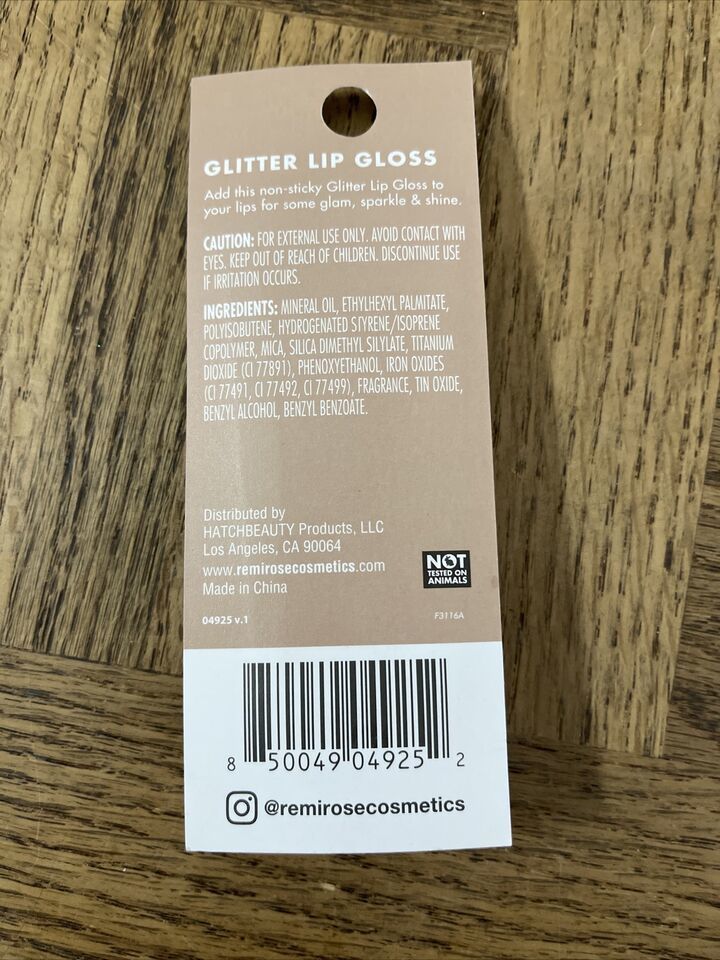 GLITTER LIP GLOSS
Add this non-sticky Glitter Lip Gloss to
your lips for some glam, sparkle & shine.
CAUTION: FOR EXTERNAL USE ONLY. AVOID CONTACT WITH
EYES. KEEP OUT OF REACH OF CHILDREN. DISCONTINUE USE
IF IRRITATION OCCURS.
INGREDIENTS: MINERAL OIL, ETHYLHEXYL PALMITATE,
POLYISOBUTENE, HYDROGENATED STYRENE/ISOPRENE
COPOLYMER, MICA, SILICA DIMETHYL SILYLATE, TITANIUM
DIOXIDE (CI 77891), PHENOXYETHANOL, IRON OXIDES
(CI 77491, CI 77492, CI 77499), FRAGRANCE, TIN OXIDE,
BENZYL ALCOHOL, BENZYL BENZOATE.
Distributed by
HATCHBEAUTY Products, LLC
Los Angeles, CA 90064
www.remirosecosmetics.com
Made in China
NOT
TESTED ON
ANIMALS
04925 v.1
F3116A
8 50049 04925 2
@remirosecosmetics